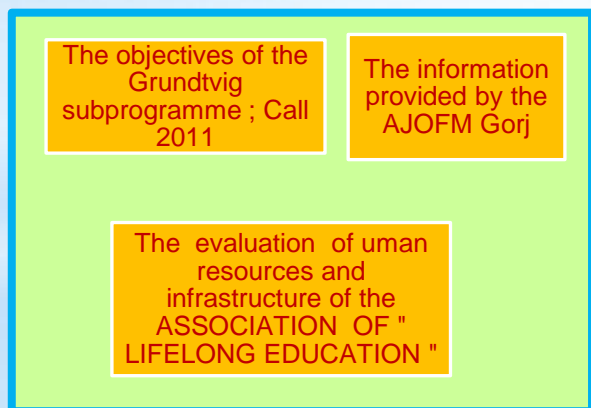 The objectives of the
Grundtvig
subprogramme ; Call
2011
The information
provided by the
AJOFM Gorj
The evaluation of uman
resources and
infrastructure of the
ASSOCIATION OF "
LIFELONG EDUCATION "